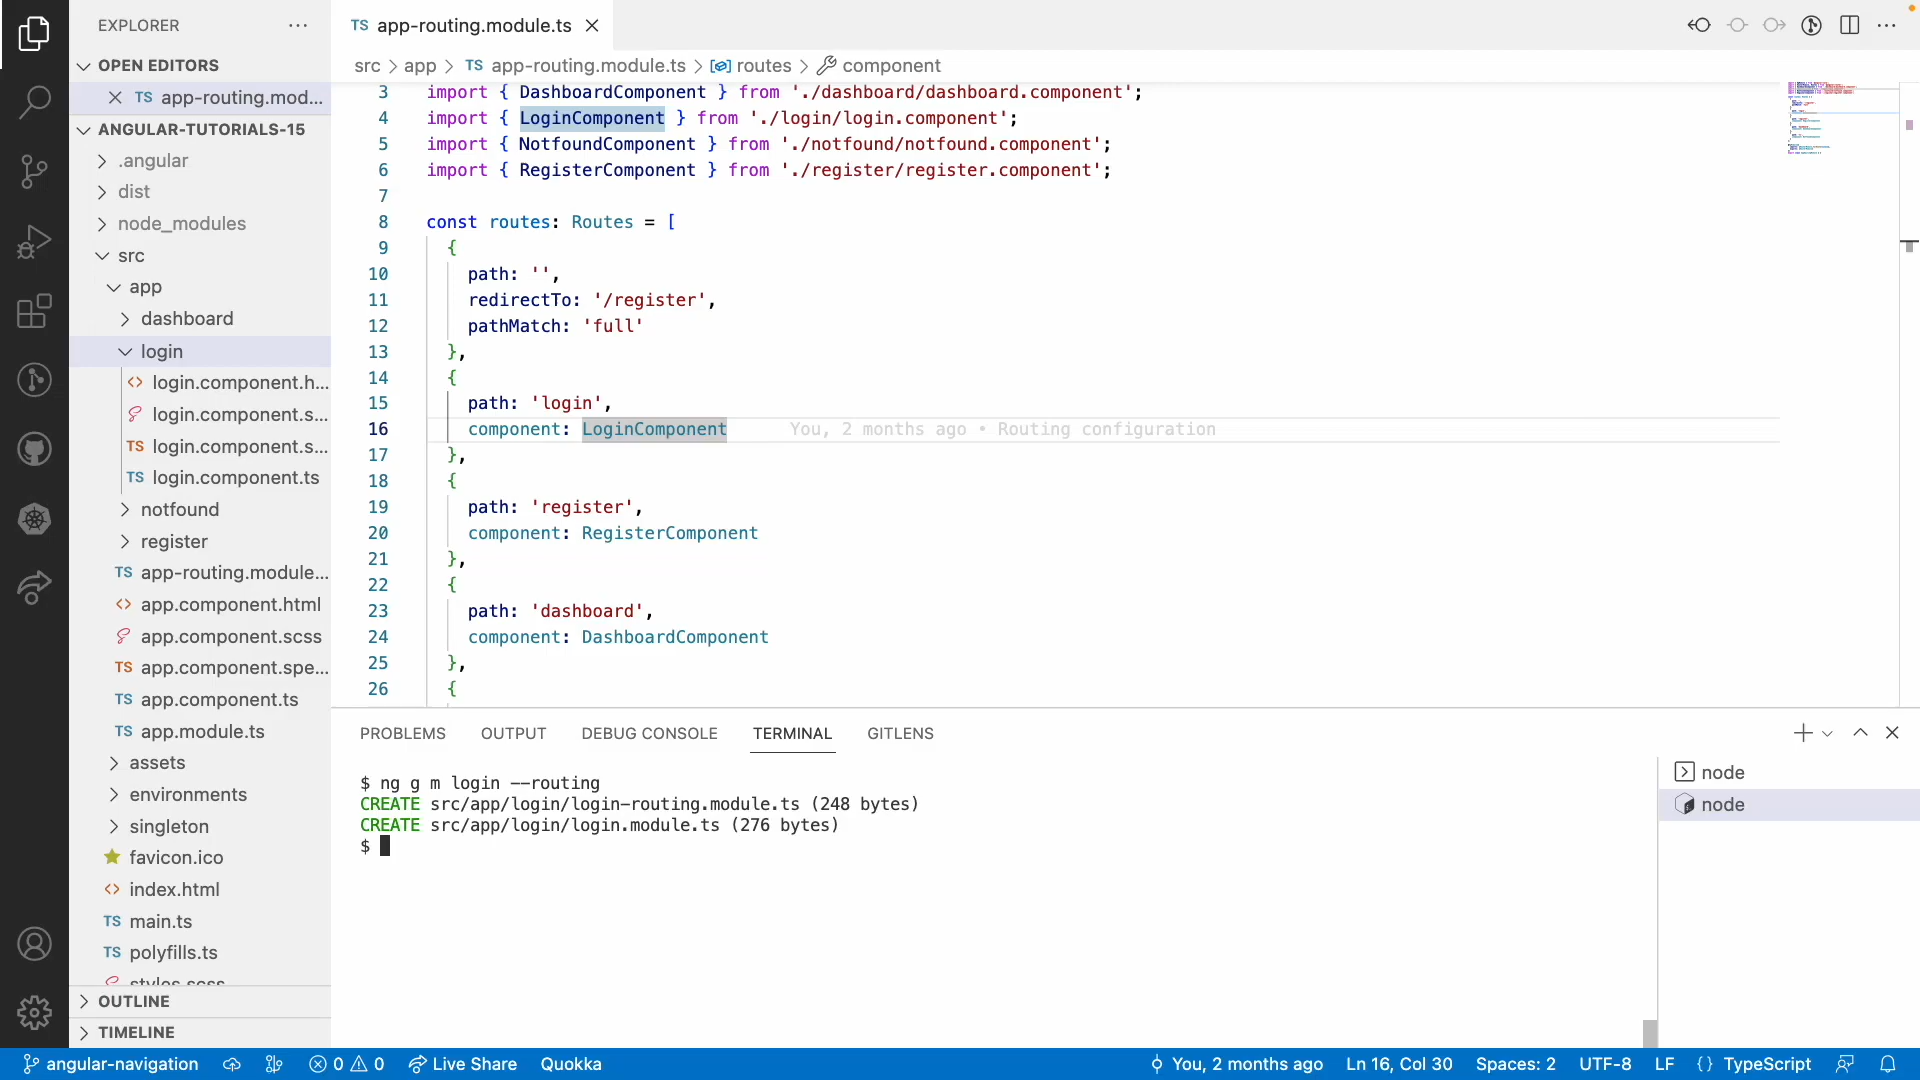 EXPLORER
OPEN EDITORS
TS app-routing.mod...
ANGULAR-TUTORIALS-15
.angular
dist
node_modules
src
app
dashboard
login
login.component.h...
login.component.s...
TS login.component.s...
TS login.component.ts
notfound
register
TS app-routing.module...
app.component.html
app.component.scss
TS app.component.spe...
TS app.component.ts
TS app.module.ts
assets
environments
singleton
favicon.ico
index.html
TS main.ts
TS polyfills.ts
styles.scss
OUTLINE
TIMELINE
TS app-routing.module.ts
src > app > TS app-routing.module.ts > routes > component
3 import { DashboardComponent } from './dashboard/dashboard.component';
4 import { LoginComponent } from './login/login.component';
5 import { NotfoundComponent } from './notfound/notfound.component';
6 import { RegisterComponent } from './register/register.component';
7
8 const routes: Routes = [
9 {
10 path: '',
11 redirectTo: '/register',
12 pathMatch: 'full'
13 },
14 {
15 path: 'login',
16 component: LoginComponent You, 2 months ago • Routing configuration
17 },
18 {
19 path: 'register',
20 component: RegisterComponent
21 },
22 {
23 path: 'dashboard',
24 component: DashboardComponent
25 },
26 {
PROBLEMS OUTPUT DEBUG CONSOLE TERMINAL GITLENS
$ ng g m login --routing
CREATE src/app/login/login-routing.module.ts (248 bytes)
CREATE src/app/login/login.module.ts (276 bytes)
$
node
node
angular-navigation 0 0 Live Share Quokka You, 2 months ago Ln 16, Col 30 Spaces: 2 UTF-8 LF {} TypeScript